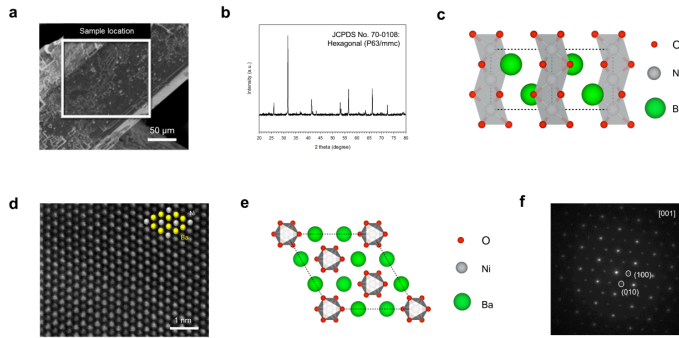 a
Sample location
50 µm
b
JCPDS No. 70-0108:
Hexagonal (P63/mmc)
Intensity (a.u.)
20 25 30 35 40 45 50 55 60 65 70 75 80
2 theta (degree)
c
O
Ni
Ba
d
Ni
Ba
1 nm
e
O
Ni
Ba
f
[001]
(100)
(010)